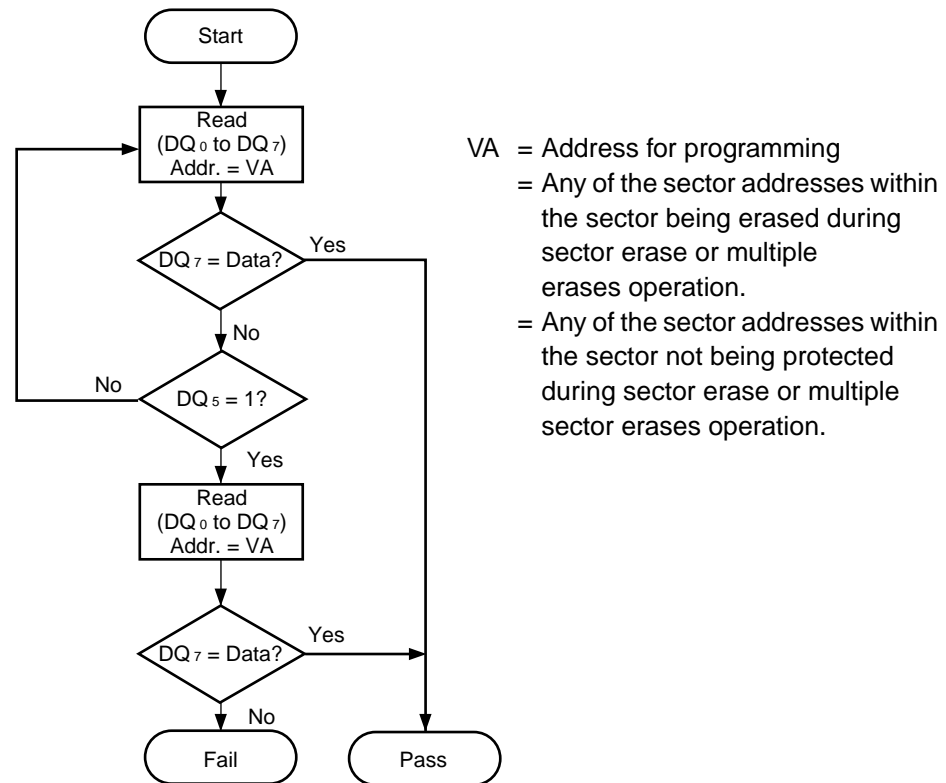 Start
Read
(DQ₀ to DQ₇)
Addr. = VA
DQ₇ = Data?
Yes
No
DQ₅ = 1?
No
Yes
Read
(DQ₀ to DQ₇)
Addr. = VA
DQ₇ = Data?
Yes
No
Fail
Pass
VA = Address for programming
= Any of the sector addresses within
the sector being erased during
sector erase or multiple
erases operation.
= Any of the sector addresses within
the sector not being protected
during sector erase or multiple
sector erases operation.